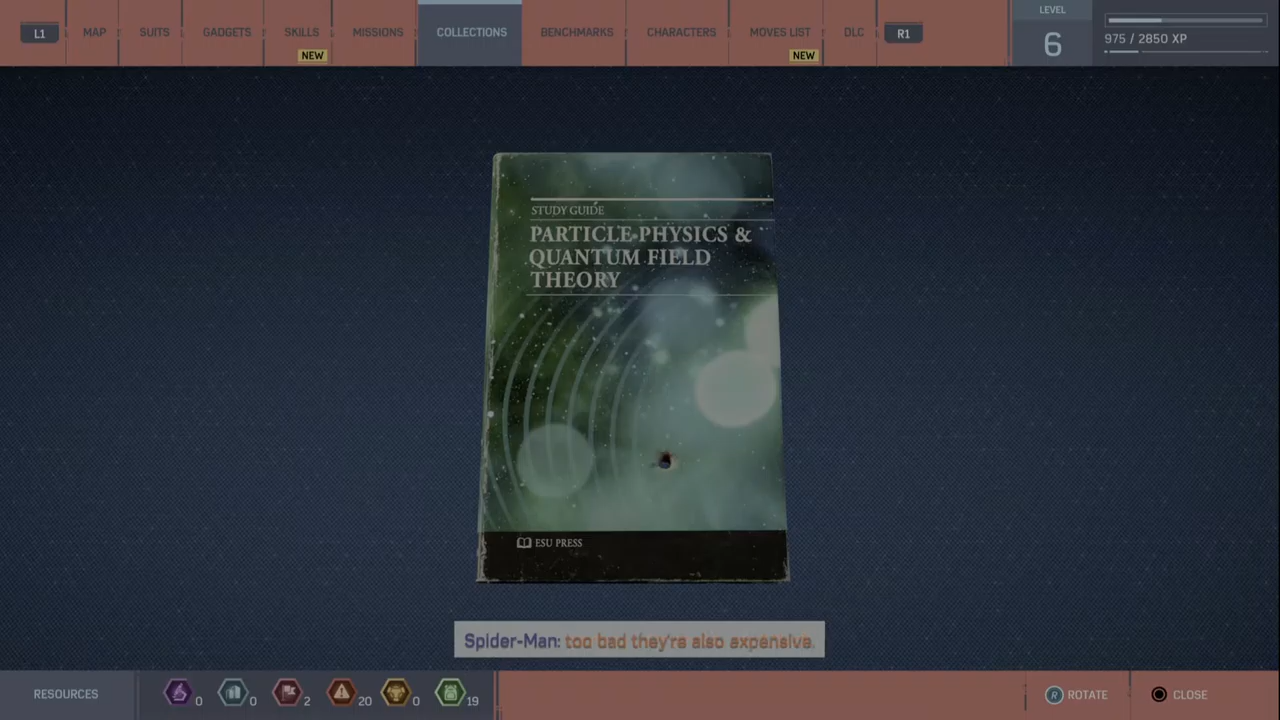 L1 MAP SUITS GADGETS SKILLS MISSIONS COLLECTIONS BENCHMARKS CHARACTERS MOVES LIST DLC R1
NEW NEW
LEVEL
6
975 / 2850 XP
STUDY GUIDE
PARTICLE PHYSICS &
QUANTUM FIELD
THEORY
ESU PRESS
Spider-Man: too bad they're also expensive.
RESOURCES 0 0 2 20 0 19 R ROTATE CLOSE